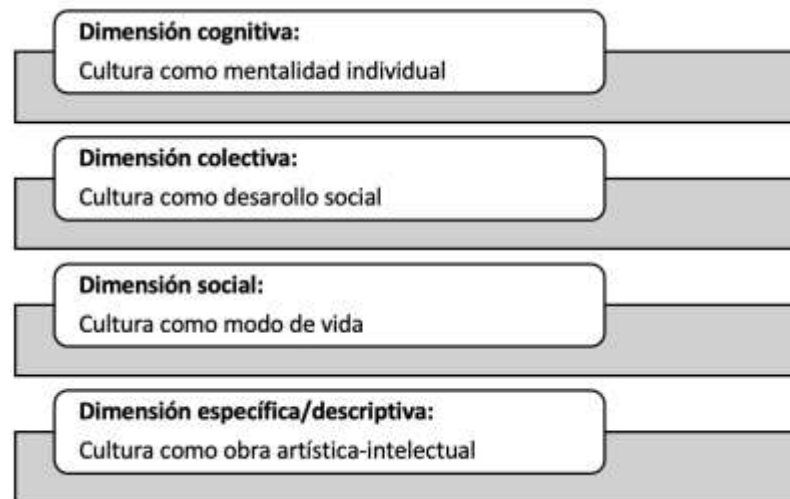 Dimensión cognitiva:
Cultura como mentalidad individual
Dimensión colectiva:
Cultura como desarollo social
Dimensión social:
Cultura como modo de vida
Dimensión específica/descriptiva:
Cultura como obra artística-intelectual